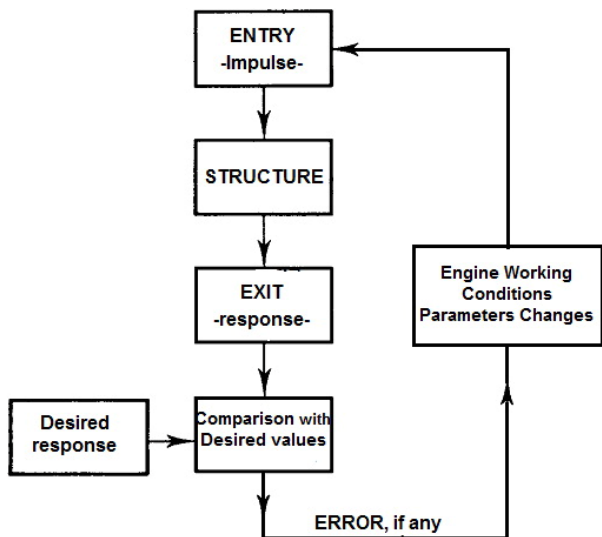 ENTRY
-Impulse-
STRUCTURE
EXIT
-response-
Engine Working
Conditions
Parameters Changes
Desired
response
Comparison with
Desired values
ERROR, if any